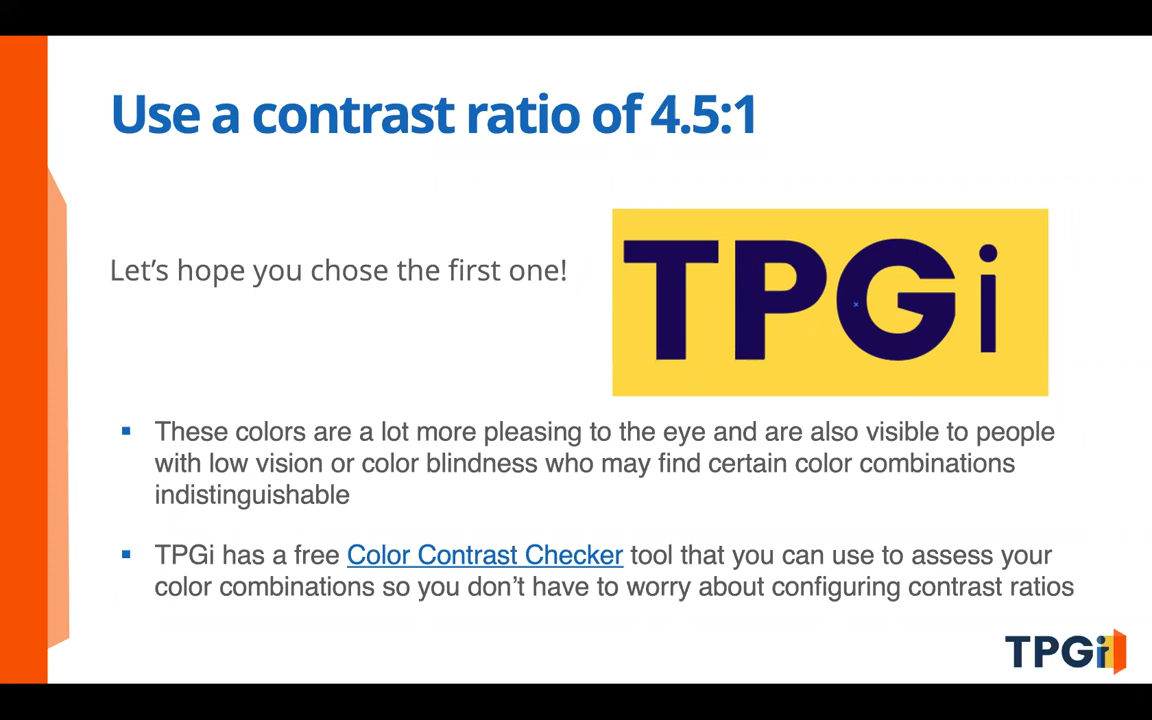 Use a contrast ratio of 4.5:1
Let's hope you chose the first one!
TPGi
▪ These colors are a lot more pleasing to the eye and are also visible to people
with low vision or color blindness who may find certain color combinations
indistinguishable
▪ TPGi has a free Color Contrast Checker tool that you can use to assess your
color combinations so you don't have to worry about configuring contrast ratios
TPGi